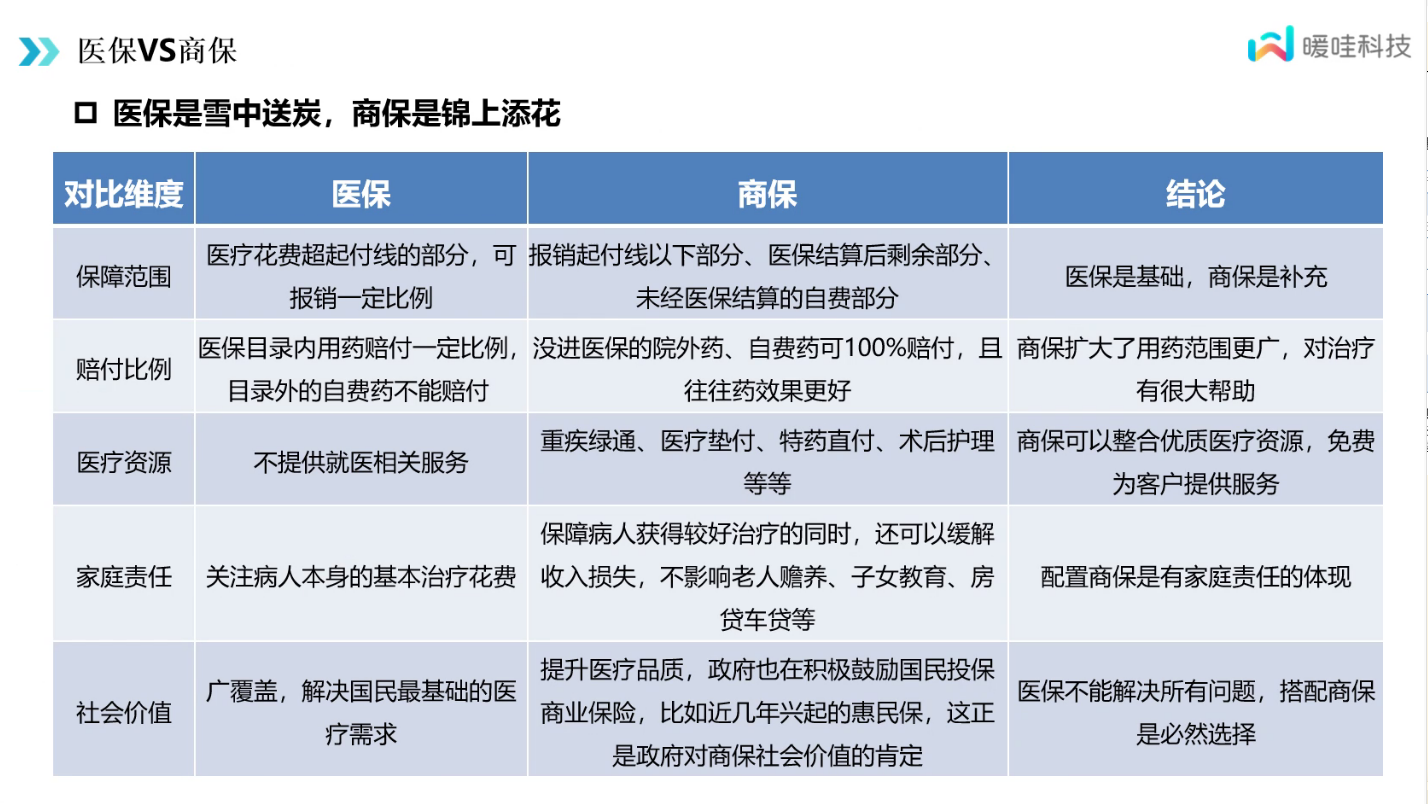 医保VS商保
暖哇科技
医保是雪中送炭，商保是锦上添花
对比维度
医保
商保
结论
保障范围
医疗花费超起付线的部分，可
报销一定比例
报销起付线以下部分、医保结算后剩余部分、
未经医保结算的自费部分
医保是基础，商保是补充
赔付比例
医保目录内用药赔付一定比例，
目录外的自费药不能赔付
没进医保的院外药、自费药可100%赔付，且
往往药效果更好
商保扩大了用药范围更广，对治疗
有很大帮助
医疗资源
不提供就医相关服务
重疾绿通、医疗垫付、特药直付、术后护理
等等
商保可以整合优质医疗资源，免费
为客户提供服务
家庭责任
关注病人本身的基本治疗花费
保障病人获得较好治疗的同时，还可以缓解
收入损失，不影响老人赡养、子女教育、房
贷车贷等
配置商保是有家庭责任的体现
社会价值
广覆盖，解决国民最基础的医
疗需求
提升医疗品质，政府也在积极鼓励国民投保
商业保险，比如近几年兴起的惠民保，这正
是政府对商保社会价值的肯定
医保不能解决所有问题，搭配商保
是必然选择